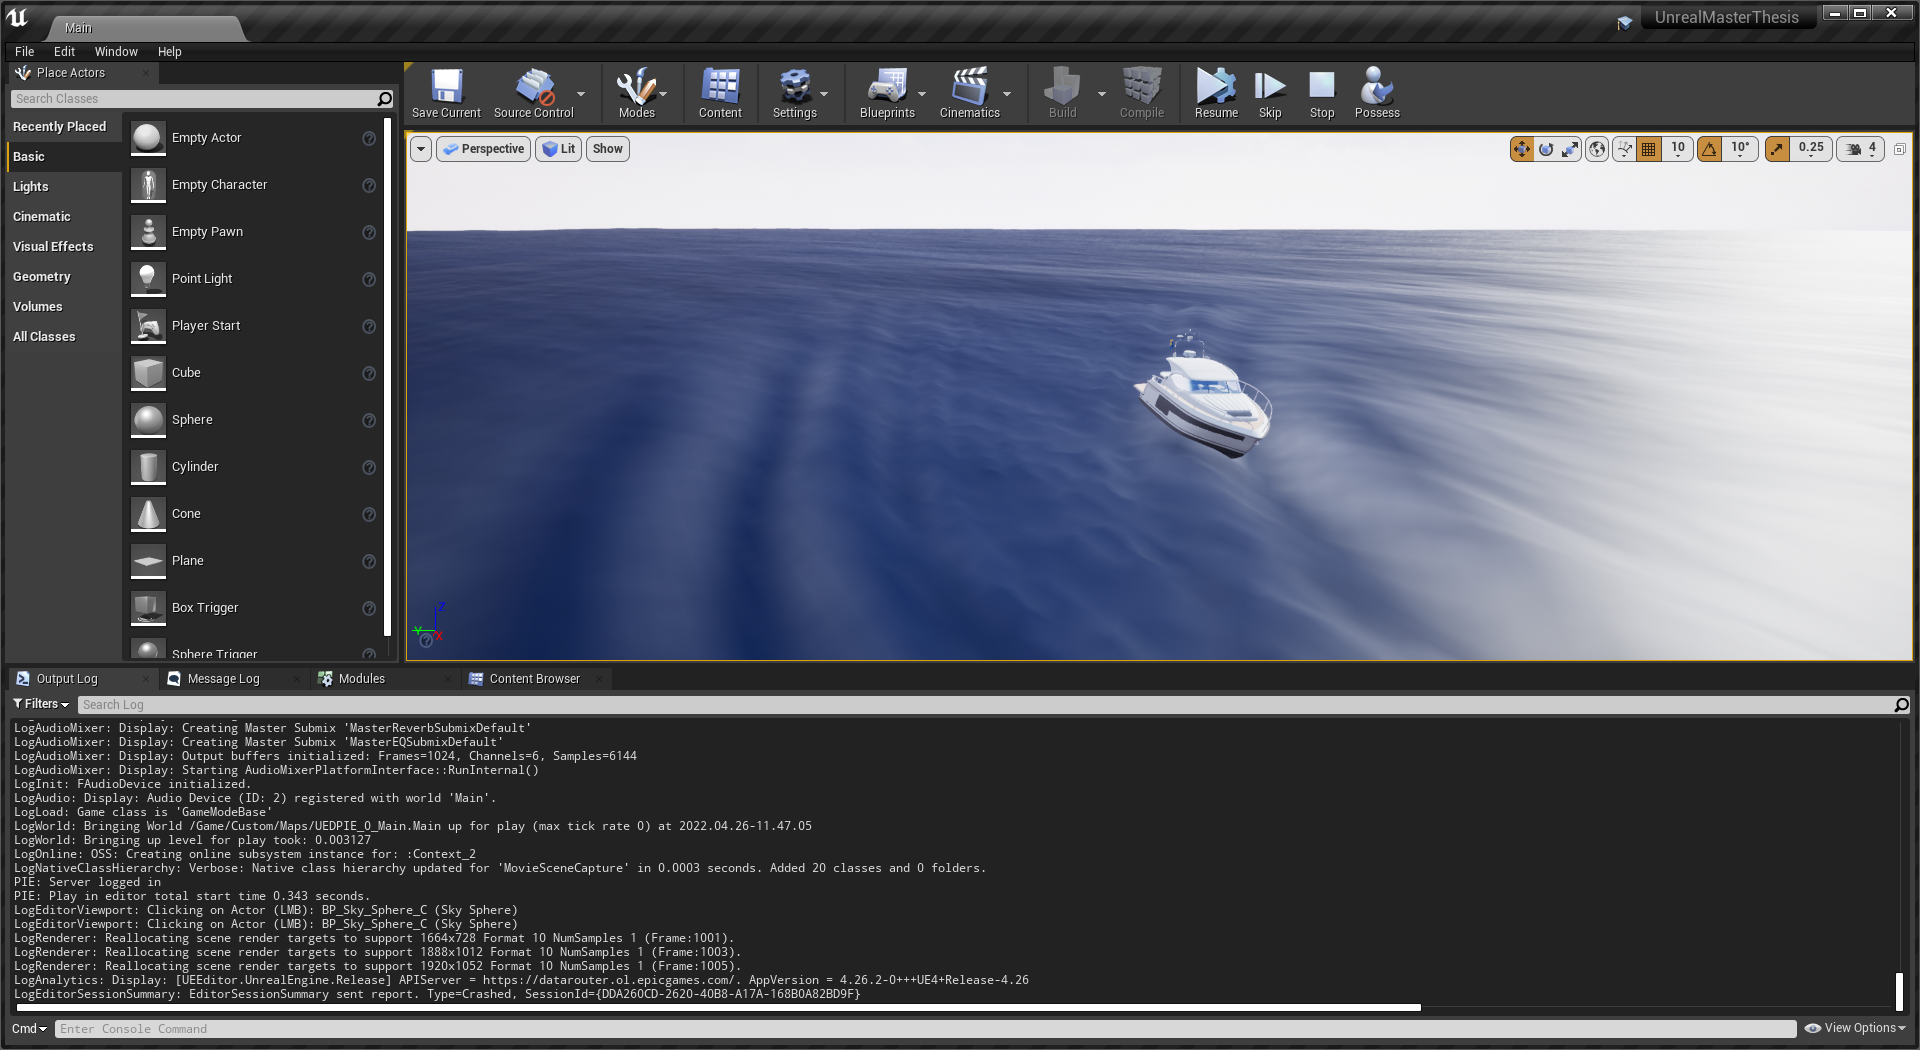 Main
UnrealMasterThesis
File Edit Window Help
Place Actors
Search Classes
Recently Placed
Basic
Lights
Cinematic
Visual Effects
Geometry
Volumes
All Classes
Empty Actor
Empty Character
Empty Pawn
Point Light
Player Start
Cube
Sphere
Cylinder
Cone
Plane
Box Trigger
Sphere Trigger
Save Current Source Control Modes Content Settings Blueprints Cinematics Build Compile Resume Skip Stop Possess
Perspective Lit Show 10 10° 0.25 4
Z
Y X
Output Log Message Log Modules Content Browser
Filters Search Log
LogAudioMixer: Display: Creating Master Submix 'MasterReverbSubmixDefault'
LogAudioMixer: Display: Creating Master Submix 'MasterEQSubmixDefault'
LogAudioMixer: Display: Output buffers initialized: Frames=1024, Channels=6, Samples=6144
LogAudioMixer: Display: Starting AudioMixerPlatformInterface::RunInternal()
LogInit: FAudioDevice initialized.
LogAudio: Display: Audio Device (ID: 2) registered with world 'Main'.
LogLoad: Game class is 'GameModeBase'
LogWorld: Bringing World /Game/Custom/Maps/UEDPIE_0_Main.Main up for play (max tick rate 0) at 2022.04.26-11.47.05
LogWorld: Bringing up level for play took: 0.003127
LogOnline: OSS: Creating online subsystem instance for: :Context_2
LogNativeClassHierarchy: Verbose: Native class hierarchy updated for 'MovieSceneCapture' in 0.0003 seconds. Added 20 classes and 0 folders.
PIE: Server logged in
PIE: Play in editor total start time 0.343 seconds.
LogEditorViewport: Clicking on Actor (LMB): BP_Sky_Sphere_C (Sky Sphere)
LogEditorViewport: Clicking on Actor (LMB): BP_Sky_Sphere_C (Sky Sphere)
LogRenderer: Reallocating scene render targets to support 1664x728 Format 10 NumSamples 1 (Frame:1001).
LogRenderer: Reallocating scene render targets to support 1888x1012 Format 10 NumSamples 1 (Frame:1003).
LogRenderer: Reallocating scene render targets to support 1920x1052 Format 10 NumSamples 1 (Frame:1005).
LogAnalytics: Display: [UEEditor.UnrealEngine.Release] APIServer = https://datarouter.ol.epicgames.com/. AppVersion = 4.26.2-0+++UE4+Release-4.26
LogEditorSessionSummary: EditorSessionSummary sent report. Type=Crashed, SessionId={DDA260CD-2620-40B8-A17A-168B0A82BD9F}
Cmd Enter Console Command View Options